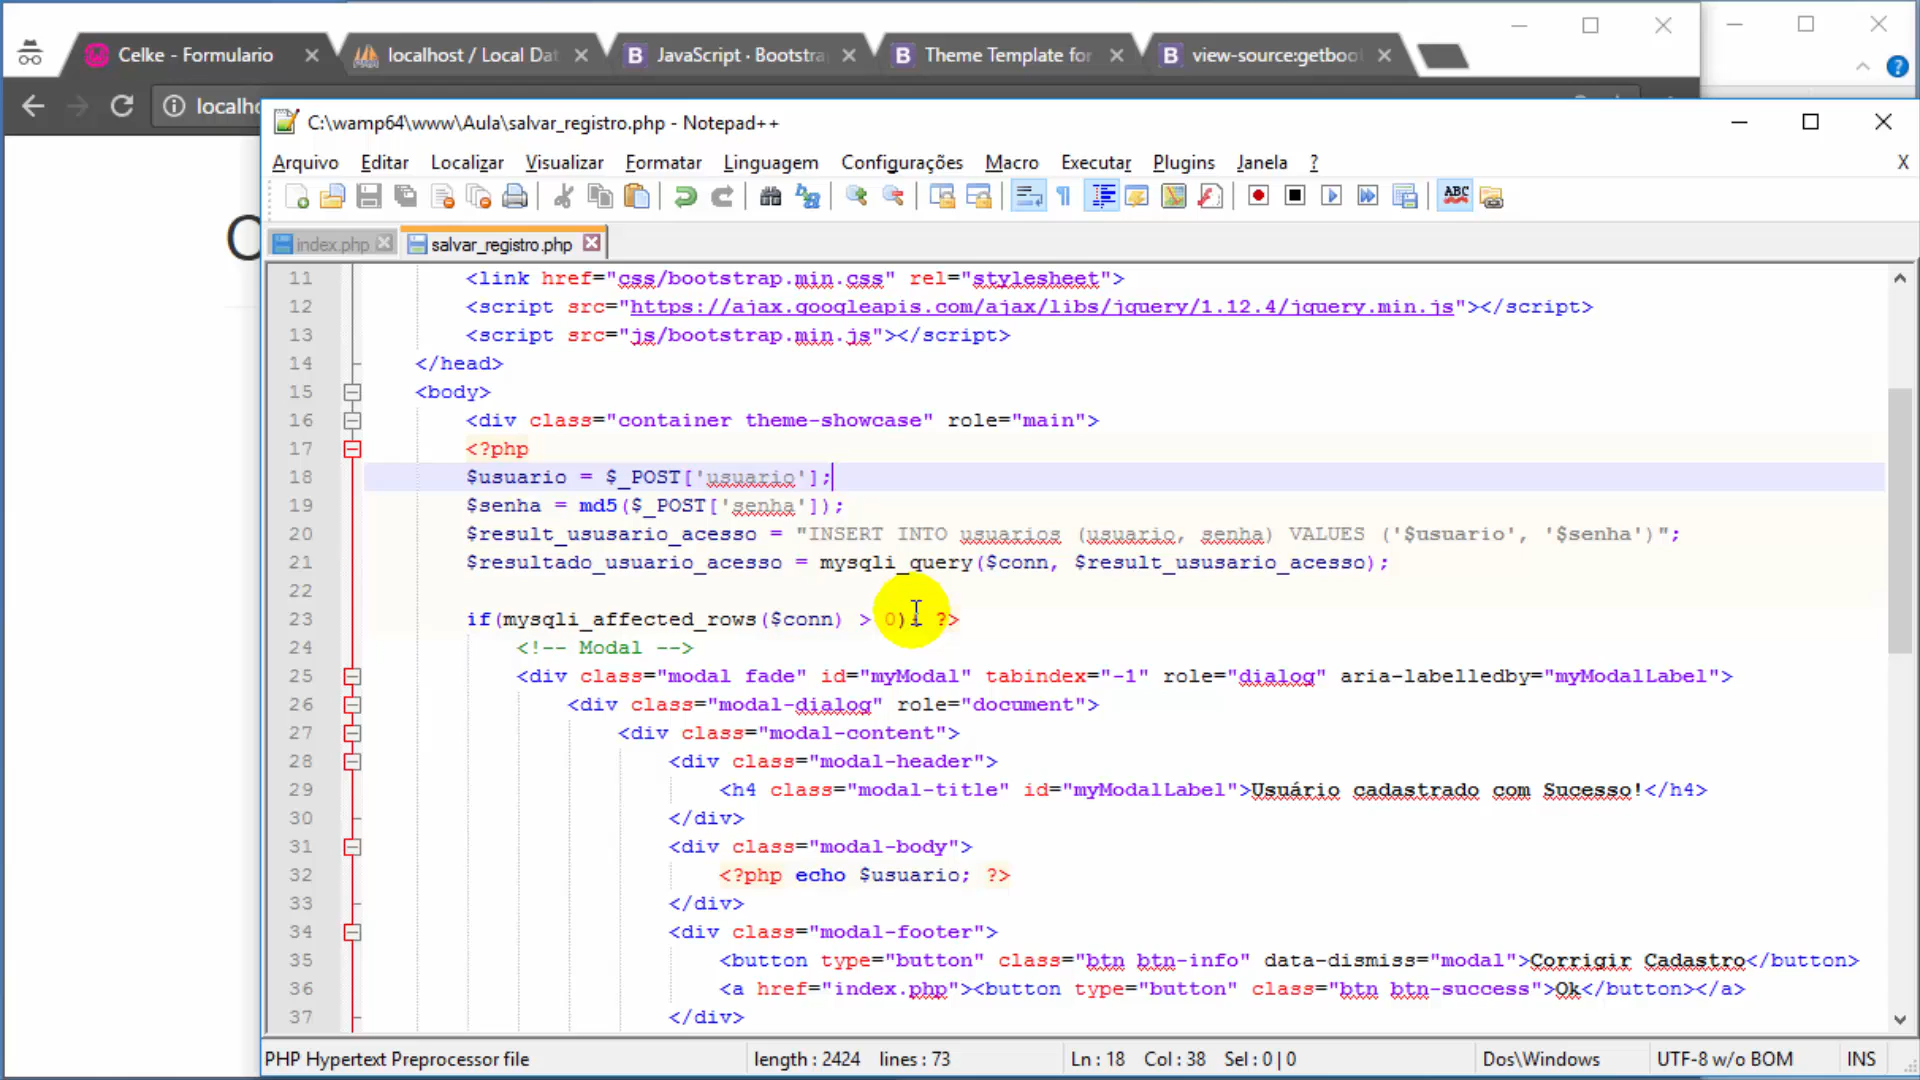 Celke - Formulario
localhost / Local Dat
JavaScript · Bootstra
Theme Template for
view-source:getboot
localho
C:\wamp64\www\Aula\salvar_registro.php - Notepad++
Arquivo Editar Localizar Visualizar Formatar Linguagem Configurações Macro Executar Plugins Janela ? X
index.php salvar_registro.php
11 <link href="css/bootstrap.min.css" rel="stylesheet">
12 <script src="https://ajax.googleapis.com/ajax/libs/jquery/1.12.4/jquery.min.js"></script>
13 <script src="js/bootstrap.min.js"></script>
14 </head>
15 <body>
16 <div class="container theme-showcase" role="main">
17 <?php
18 $usuario = $_POST['usuario'];
19 $senha = md5($_POST['senha']);
20 $result_ususario_acesso = "INSERT INTO usuarios (usuario, senha) VALUES ('$usuario', '$senha')";
21 $resultado_usuario_acesso = mysqli_query($conn, $result_ususario_acesso);
22
23 if(mysqli_affected_rows($conn) > 0) ?>
24 <!-- Modal -->
25 <div class="modal fade" id="myModal" tabindex="-1" role="dialog" aria-labelledby="myModalLabel">
26 <div class="modal-dialog" role="document">
27 <div class="modal-content">
28 <div class="modal-header">
29 <h4 class="modal-title" id="myModalLabel">Usuário cadastrado com Sucesso!</h4>
30 </div>
31 <div class="modal-body">
32 <?php echo $usuario; ?>
33 </div>
34 <div class="modal-footer">
35 <button type="button" class="btn btn-info" data-dismiss="modal">Corrigir Cadastro</button>
36 <a href="index.php"><button type="button" class="btn btn-success">Ok</button></a>
37 </div>
PHP Hypertext Preprocessor file length : 2424 lines : 73 Ln : 18 Col : 38 Sel : 0 | 0 Dos\Windows UTF-8 w/o BOM INS